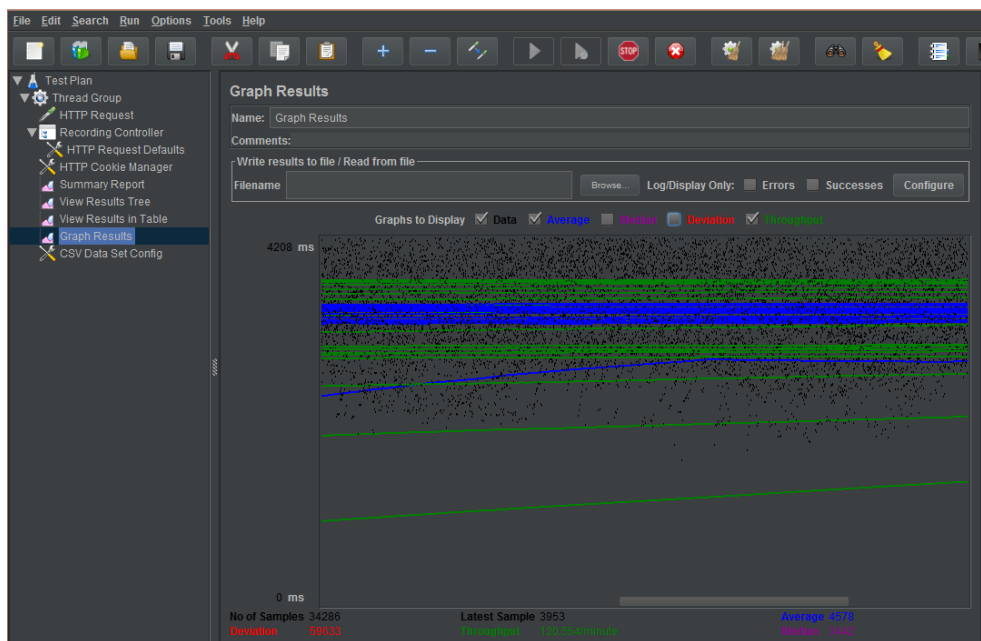 File Edit Search Run Options Tools Help
STOP
Test Plan
Thread Group
HTTP Request
Recording Controller
HTTP Request Defaults
HTTP Cookie Manager
Summary Report
View Results Tree
View Results in Table
Graph Results
CSV Data Set Config
Graph Results
Name: Graph Results
Comments:
Write results to file / Read from file
Filename Browse... Log/Display Only: Errors Successes Configure
Graphs to Display Data Average Median Deviation Throughput
4208 ms
0 ms
No of Samples 34286 Latest Sample 3953 Average 4578
Deviation Throughput Median